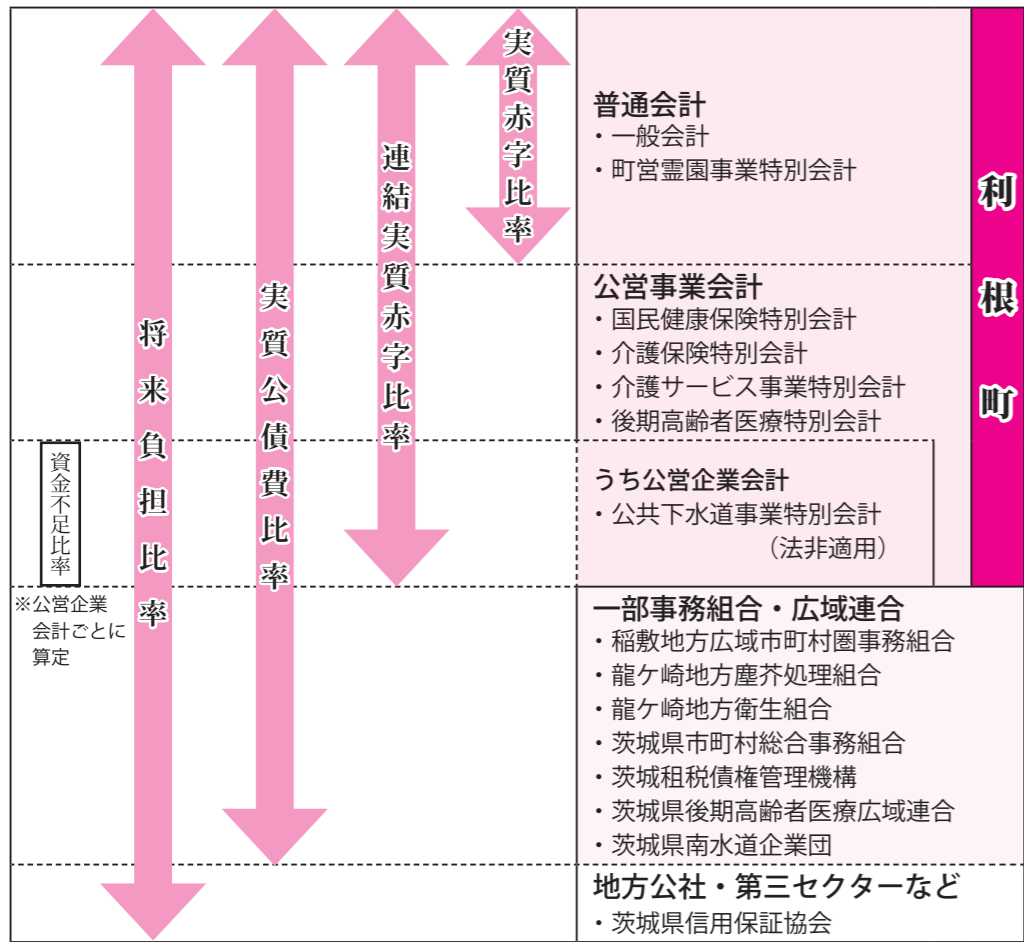 将来負担比率
実質公債費比率
連結実質赤字比率
実質赤字比率
資金不足比率
※公営企業
会計ごとに
算定
普通会計
・一般会計
・町営霊園事業特別会計
公営事業会計
・国民健康保険特別会計
・介護保険特別会計
・介護サービス事業特別会計
・後期高齢者医療特別会計
うち公営企業会計
・公共下水道事業特別会計
（法非適用）
利根町
一部事務組合・広域連合
・稲敷地方広域市町村圏事務組合
・龍ケ崎地方塵芥処理組合
・龍ケ崎地方衛生組合
・茨城県市町村総合事務組合
・茨城租税債権管理機構
・茨城県後期高齢者医療広域連合
・茨城県南水道企業団
地方公社・第三セクターなど
・茨城県信用保証協会